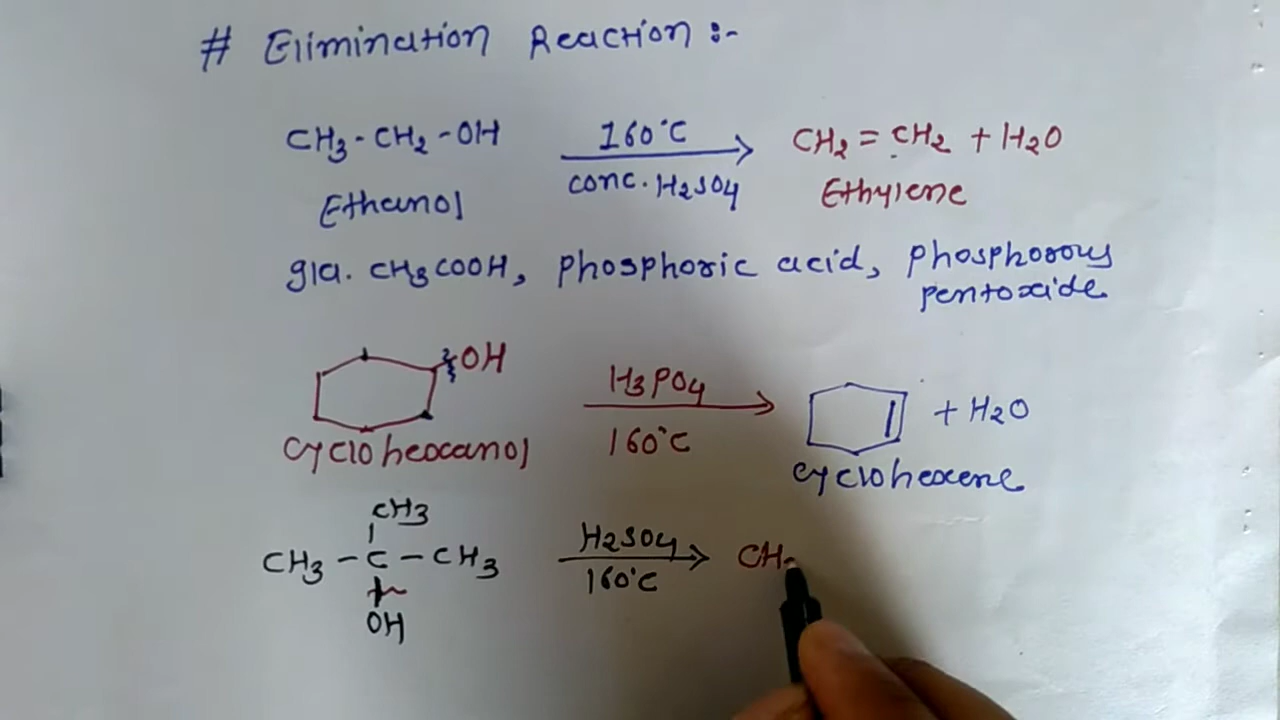 # Elimination Reaction :-
CH3 - CH2 - OH 160°C conc. H2SO4 CH2 = CH2 + H2O
Ethanol Ethylene
gla. CH3COOH, phosphoric acid, phosphorous
pentoxide
OH H3PO4 160°C + H2O
cyclohexanol cyclohexene
CH3
CH3 - C - CH3 H2SO4 160°C CH
OH